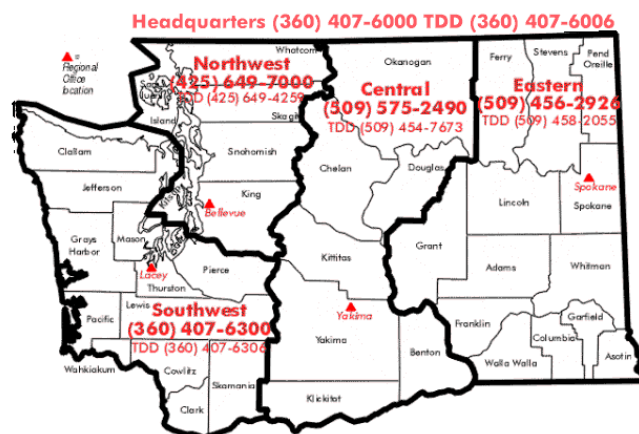 Headquarters (360) 407-6000 TDD (360) 407-6006
Regional
Office
location
Northwest
(425) 649-7000
TDD (425) 649-4259
Central
(509) 575-2490
TDD (509) 454-7673
Eastern
(509) 456-2926
TDD (509) 458-2055
Southwest
(360) 407-6300
TDD (360) 407-6306
Whatcom
Okanogan
Ferry
Stevens
Pend
Oreille
Island
Skagit
Clallam
Snohomish
Chelan
Douglas
Spokane
Jefferson
Kitsap
King
Bellevue
Lincoln
Spokane
Grays
Harbor
Mason
Kittitas
Grant
Lacey
Pierce
Thurston
Adams
Whitman
Pacific
Lewis
Yakima
Yakima
Franklin
Garfield
Columbia
Benton
Walla Walla
Asotin
Wahkiakum
Cowlitz
Skamania
Klickitat
Clark